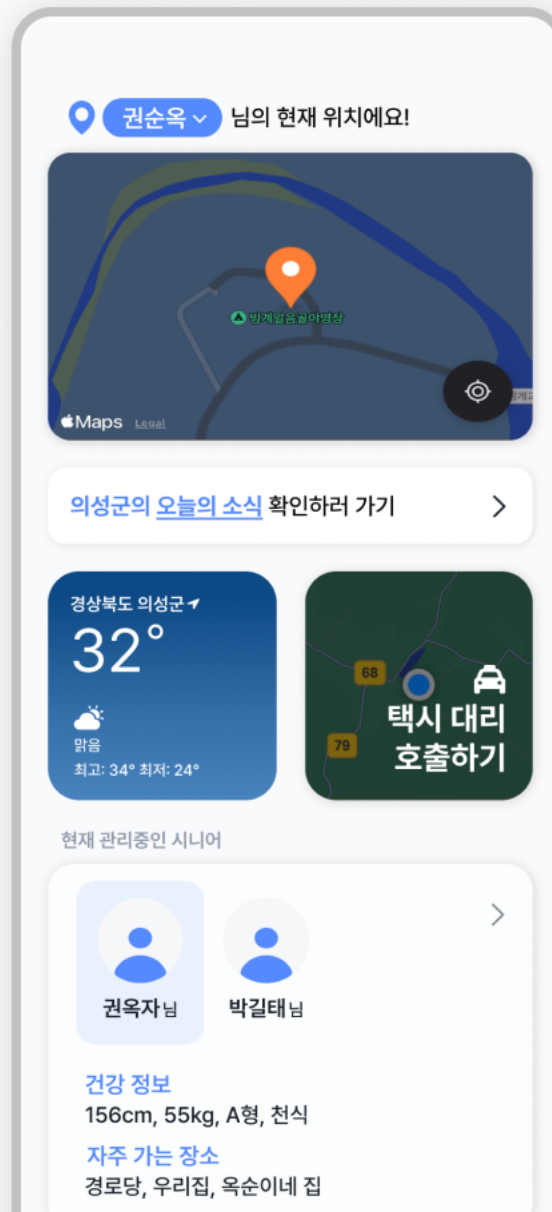 권순옥 님의 현재 위치에요!
빙계얼음골야영장
Maps Legal
의성군의 오늘의 소식 확인하러 가기
경상북도 의성군
32°
맑음
최고: 34° 최저: 24°
68
79
택시 대리
호출하기
현재 관리중인 시니어
권옥자님 박길태님
건강 정보
156cm, 55kg, A형, 천식
자주 가는 장소
경로당, 우리집, 옥순이네 집